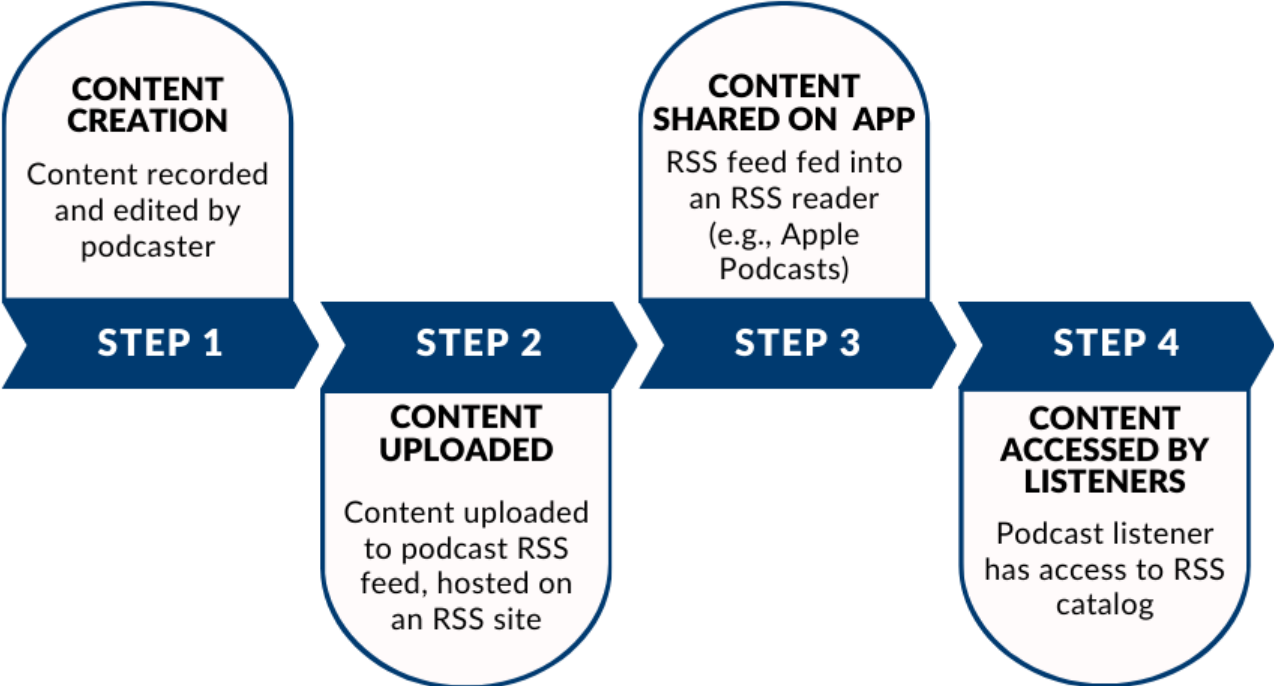 CONTENT
CREATION
Content recorded
and edited by
podcaster
STEP 1
STEP 2
CONTENT
UPLOADED
Content uploaded
to podcast RSS
feed, hosted on
an RSS site
CONTENT
SHARED ON APP
RSS feed fed into
an RSS reader
(e.g., Apple
Podcasts)
STEP 3
STEP 4
CONTENT
ACCESSED BY
LISTENERS
Podcast listener
has access to RSS
catalog